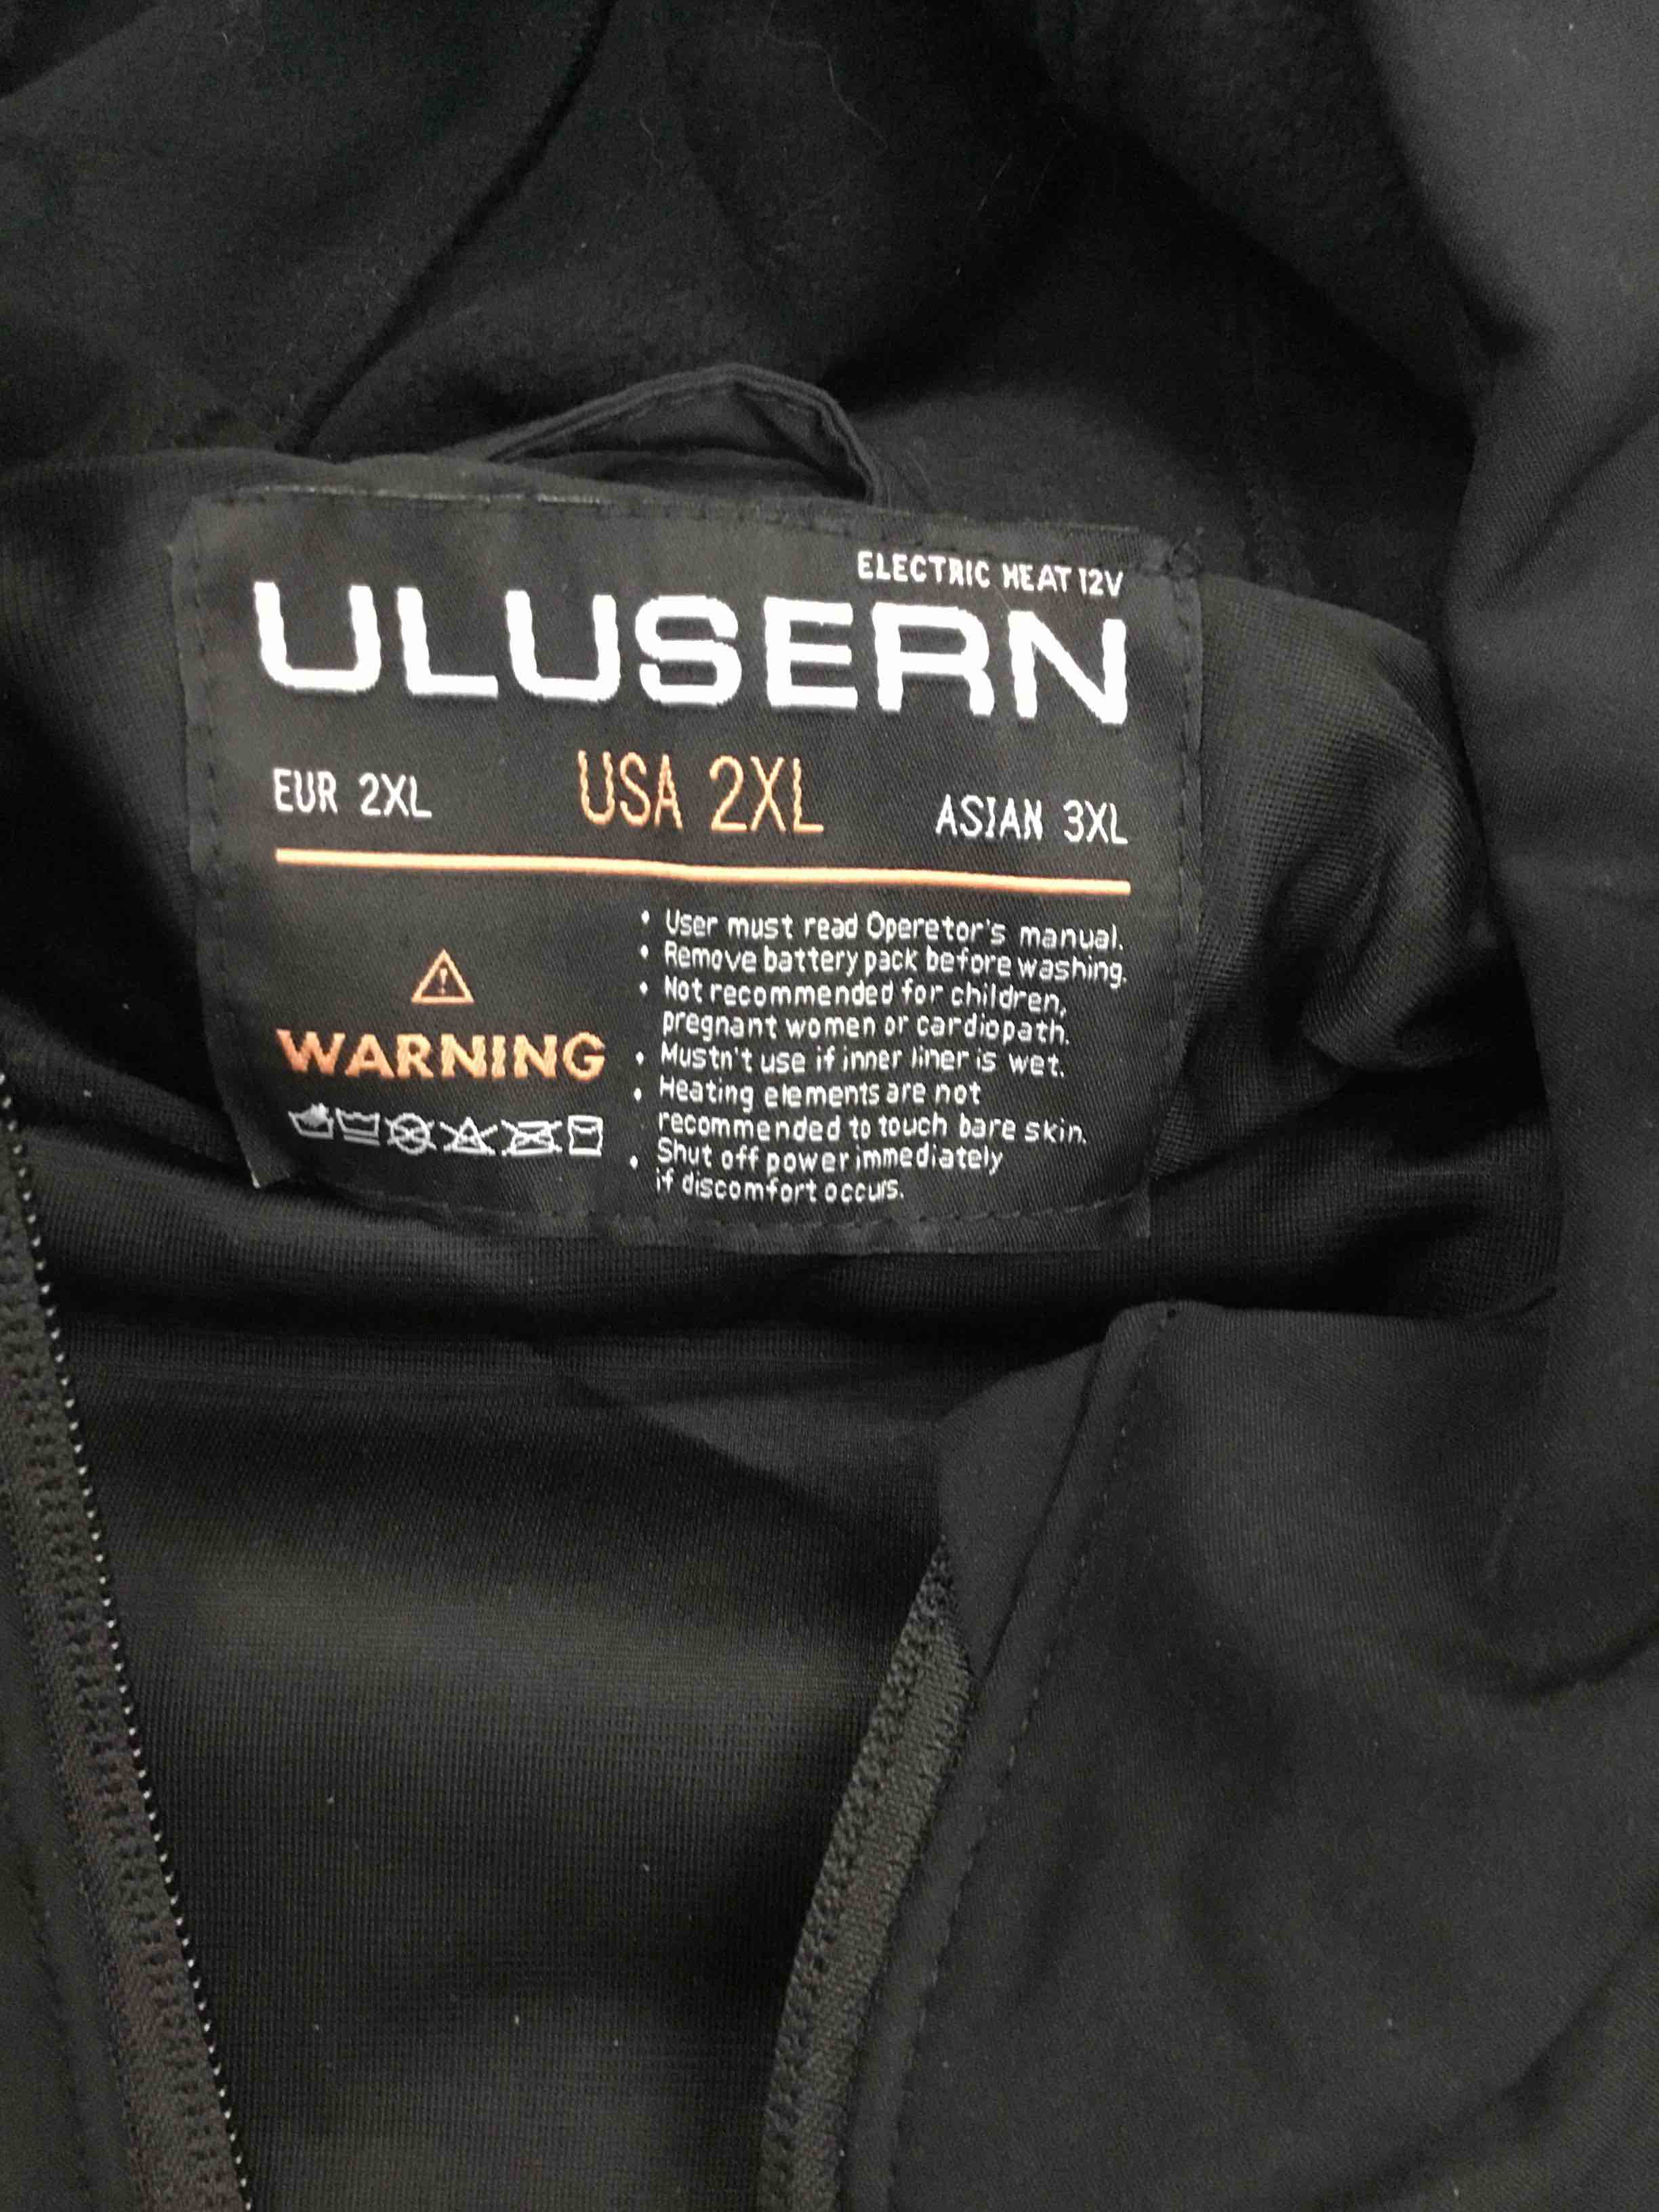 ELECTRIC HEAT 12V
ULUSERN
EUR 2XL USA 2XL ASIAN 3XL
WARNING
• User must read Operetor's manual.
• Remove battery pack before washing.
• Not recommended for children,
pregnant women or cardiopath.
• Mustn't use if inner liner is wet.
• Heating elements are not
recommended to touch bare skin.
• Shut off power immediately
if discomfort occurs.